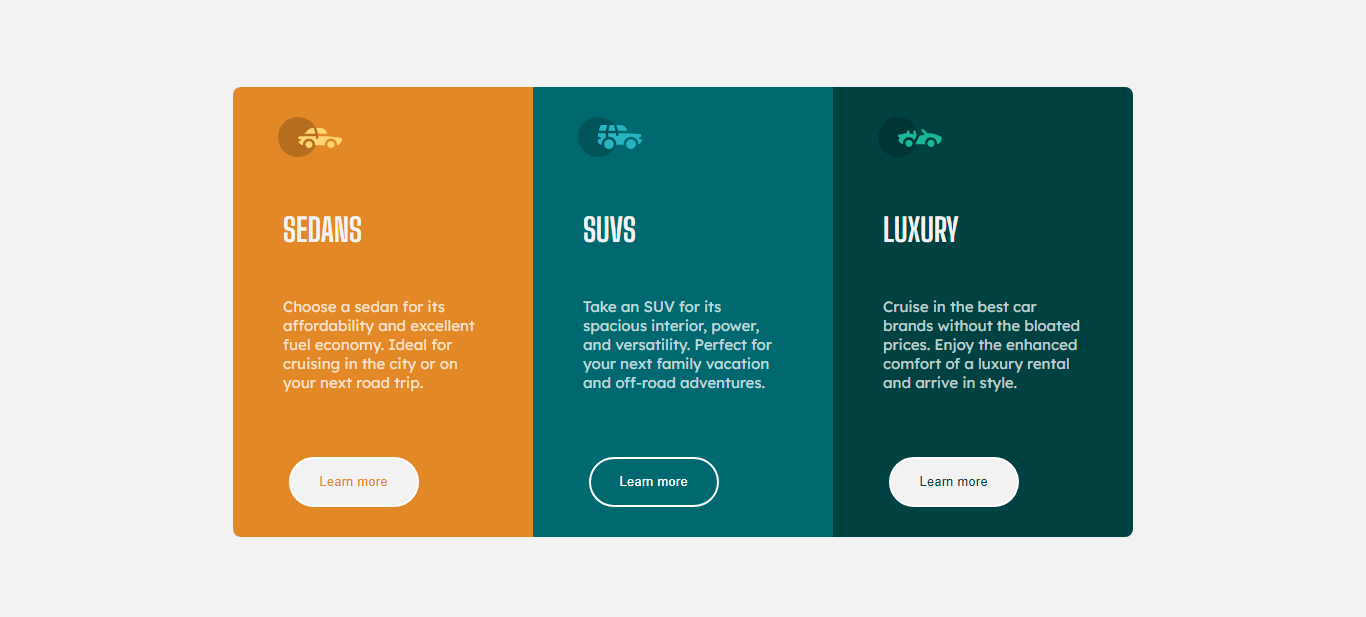 SEDANS
Choose a sedan for its
affordability and excellent
fuel economy. Ideal for
cruising in the city or on
your next road trip.
Learn more
SUVS
Take an SUV for its
spacious interior, power,
and versatility. Perfect for
your next family vacation
and off-road adventures.
Learn more
LUXURY
Cruise in the best car
brands without the bloated
prices. Enjoy the enhanced
comfort of a luxury rental
and arrive in style.
Learn more